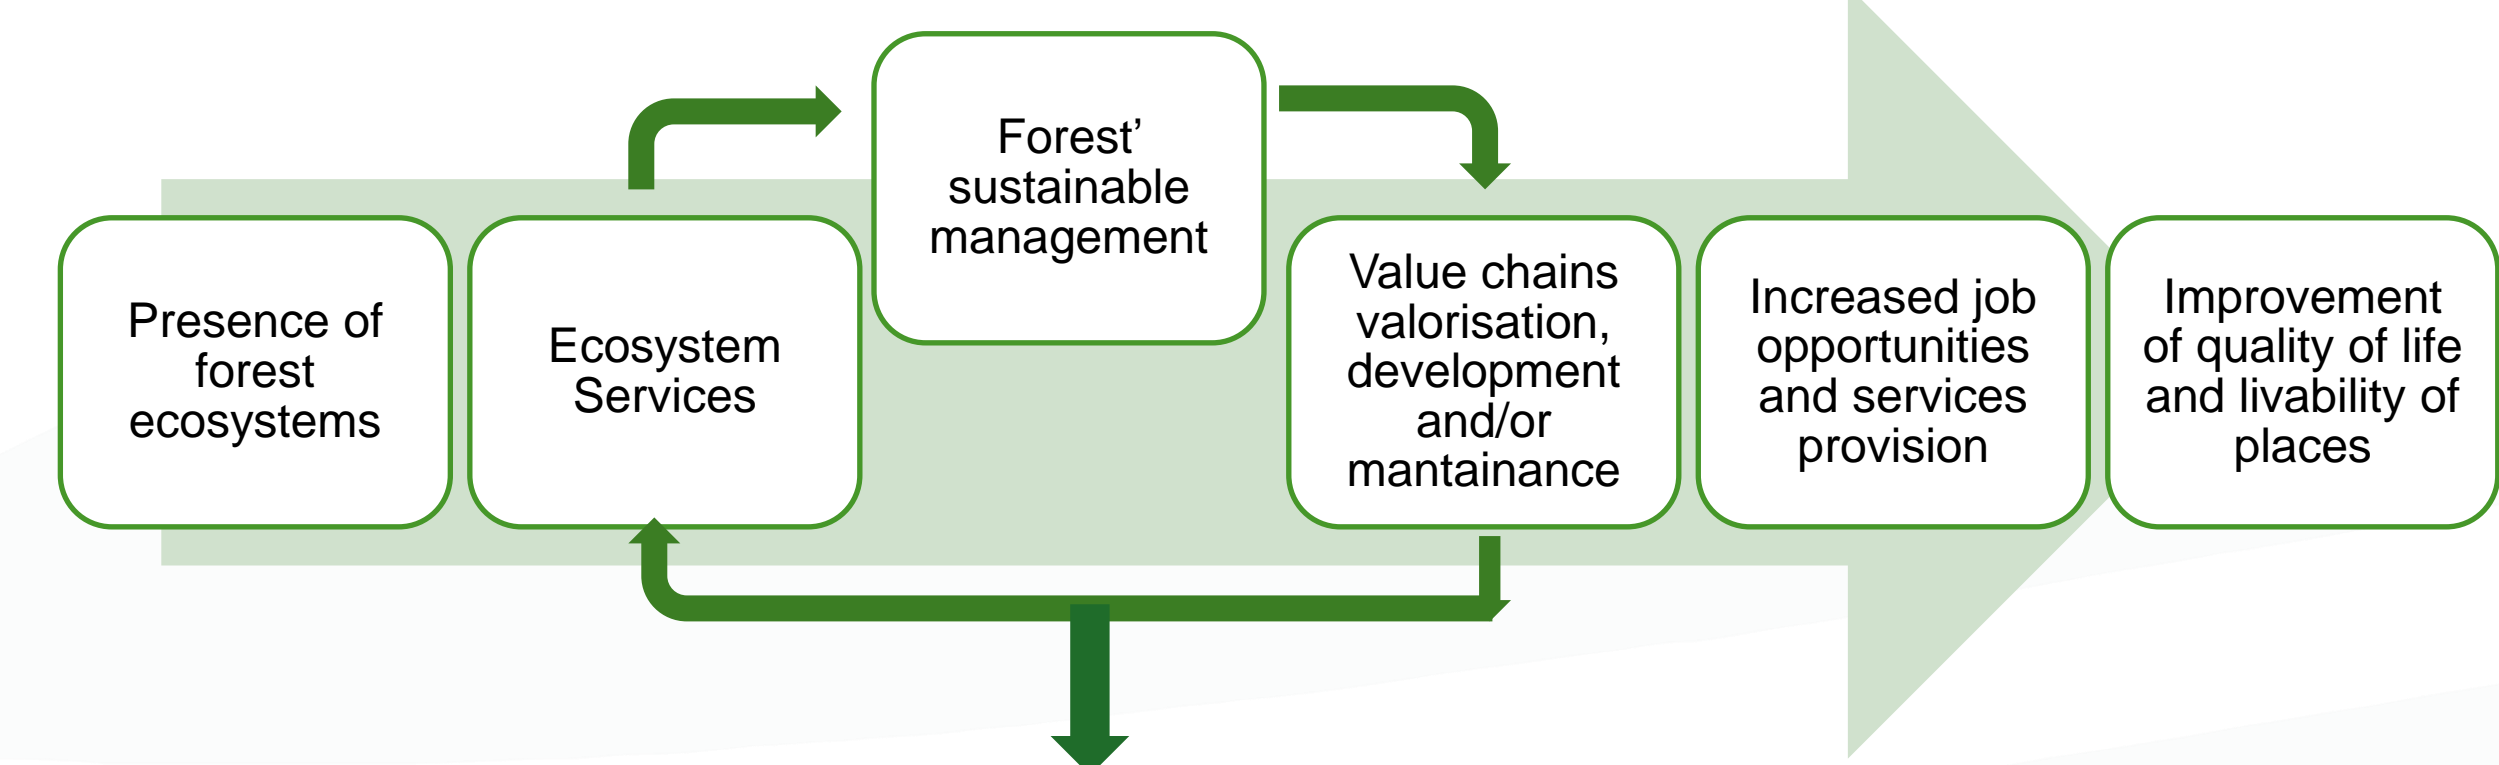 Presence of
forest
ecosystems
Ecosystem
Services
Forest’
sustainable
management
Value chains
valorisation,
development
and/or
mantainance
Increased job
opportunities
and services
provision
Improvement
of quality of life
and livability of
places